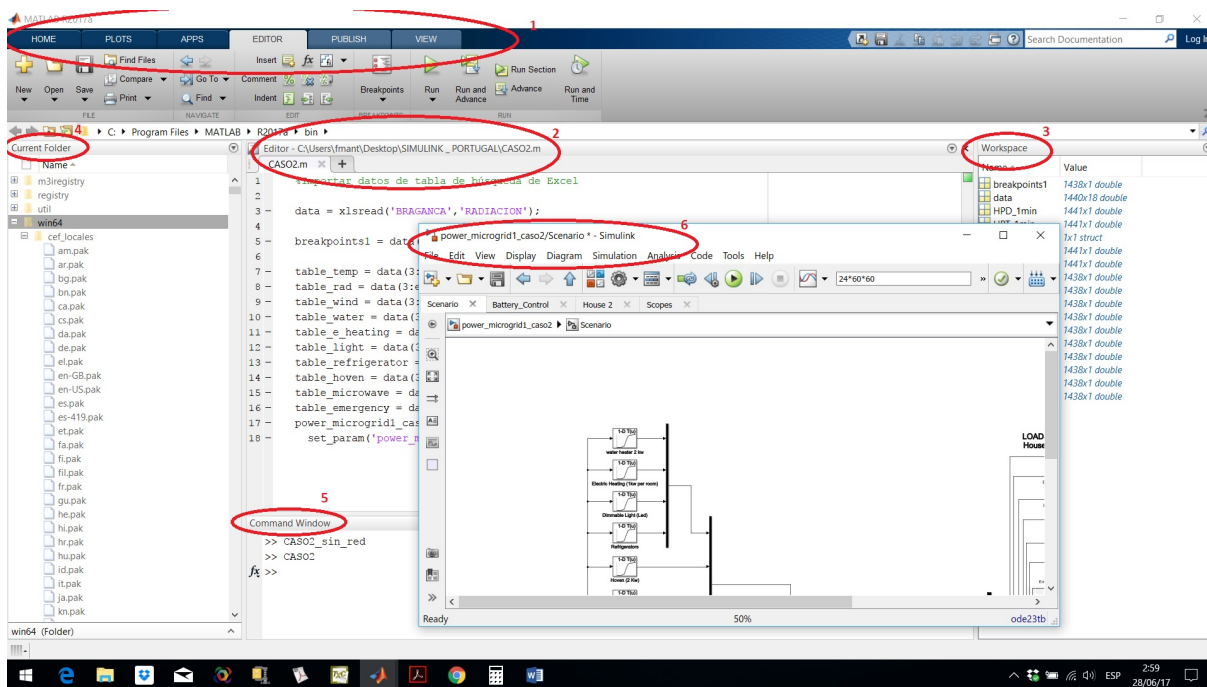 MATLAB R2017a
1
HOME PLOTS APPS EDITOR PUBLISH VIEW
Search Documentation
Log In
New Open Save
Find Files
Compare
Print
Go To
Find
Insert fx
Comment
Indent
Breakpoints
Run
Run and Advance
Run Section
Advance
Run and Time
FILE NAVIGATE EDIT BREAKPOINTS RUN
C: Program Files MATLAB R2017a bin
4
2
3
Current Folder
Name
m3iregistry
registry
util
win64
cef_locales
am.pak
ar.pak
bg.pak
bn.pak
ca.pak
cs.pak
da.pak
de.pak
el.pak
en-GB.pak
en-US.pak
es.pak
es-419.pak
et.pak
fa.pak
fi.pak
fil.pak
fr.pak
gu.pak
he.pak
hi.pak
hr.pak
hu.pak
id.pak
it.pak
ja.pak
kn.pak
win64 (Folder)
Editor - C:\Users\fmant\Desktop\SIMULINK _ PORTUGAL\CASO2.m
CASO2.m
1 %Importar datos de tabla de búsqueda de Excel
2
3 - data = xlsread('BRAGANCA','RADIACION');
4
5 - breakpoints1 = data(
6
7 - table_temp = data(3:
8 - table_rad = data(3:e
9 - table_wind = data(3:
10 - table_water = data(3
11 - table_e_heating = da
12 - table_light = data(3
13 - table_refrigerator =
14 - table_hoven = data(3
15 - table_microwave = da
16 - table_emergency = da
17 - power_microgrid1_cas
18 - set_param('power_m
5
Command Window
>> CASO2_sin_red
>> CASO2
fx >>
Workspace
Name Value
breakpoints1 1438x1 double
data 1440x18 double
HPD_1min 1441x1 double
1441x1 double
1x1 struct
1441x1 double
1441x1 double
1438x1 double
1438x1 double
1438x1 double
1438x1 double
1438x1 double
1438x1 double
1438x1 double
1438x1 double
1438x1 double
1438x1 double
6
power_microgrid1_caso2/Scenario * - Simulink
File Edit View Display Diagram Simulation Analysis Code Tools Help
24*60*60
Scenario Battery_Control House 2 Scopes
power_microgrid1_caso2 Scenario
1-D T(u)
water heater 2 kw
1-D T(u)
Electric Heating (1kw per room)
1-D T(u)
Dimmable Light (Led)
1-D T(u)
Refrigerators
1-D T(u)
Hoven (2 Kw)
1-D T(u)
LOAD
House
Ready 50% ode23tb
ESP
2:59
28/06/17